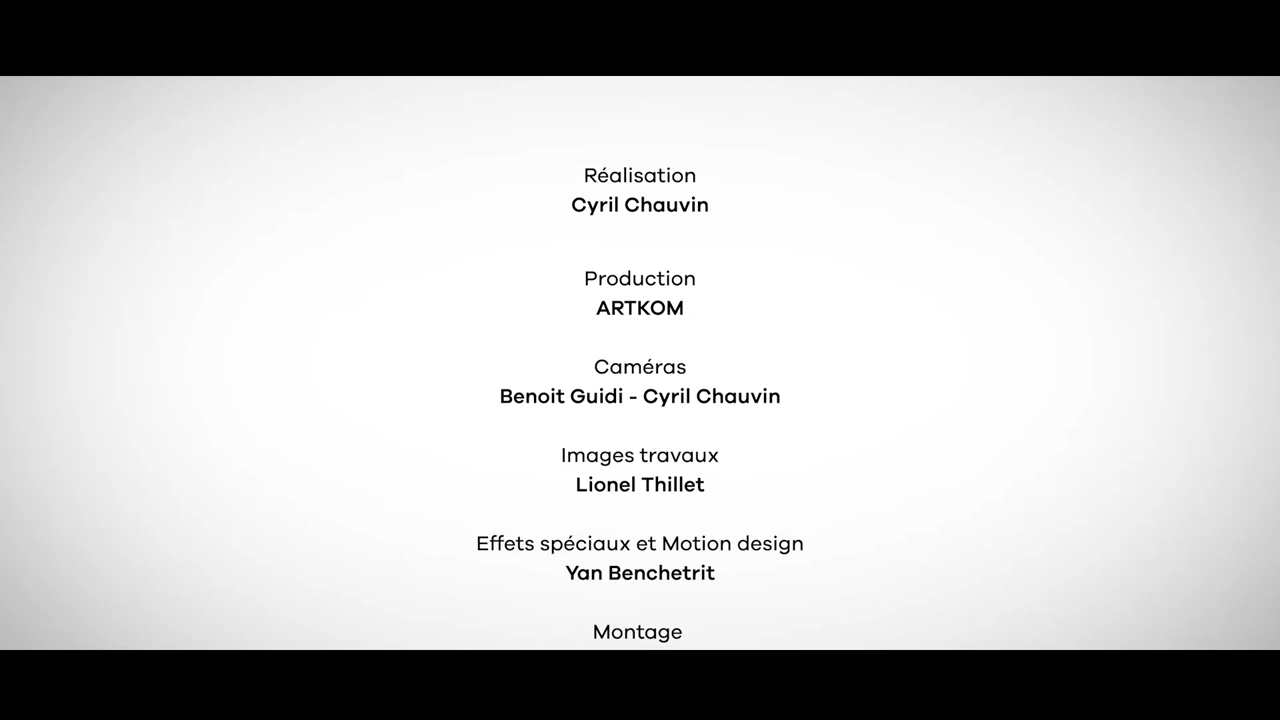 Réalisation
Cyril Chauvin
Production
ARTKOM
Caméras
Benoit Guidi - Cyril Chauvin
Images travaux
Lionel Thillet
Effets spéciaux et Motion design
Yan Benchetrit
Montage